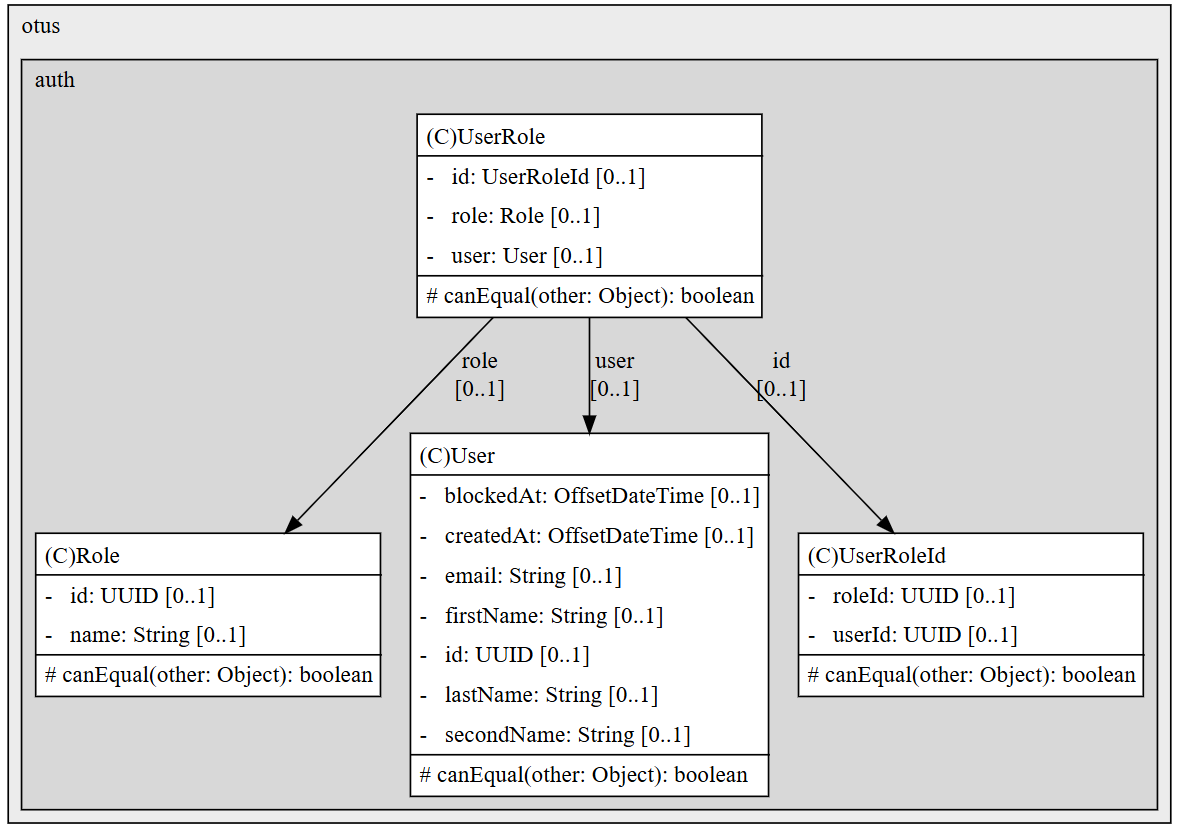 otus
auth
(C)UserRole
- id: UserRoleId [0..1]
- role: Role [0..1]
- user: User [0..1]
# canEqual(other: Object): boolean
role
[0..1]
user
[0..1]
id
[0..1]
(C)Role
- id: UUID [0..1]
- name: String [0..1]
# canEqual(other: Object): boolean
(C)User
- blockedAt: OffsetDateTime [0..1]
- createdAt: OffsetDateTime [0..1]
- email: String [0..1]
- firstName: String [0..1]
- id: UUID [0..1]
- lastName: String [0..1]
- secondName: String [0..1]
# canEqual(other: Object): boolean
(C)UserRoleId
- roleId: UUID [0..1]
- userId: UUID [0..1]
# canEqual(other: Object): boolean